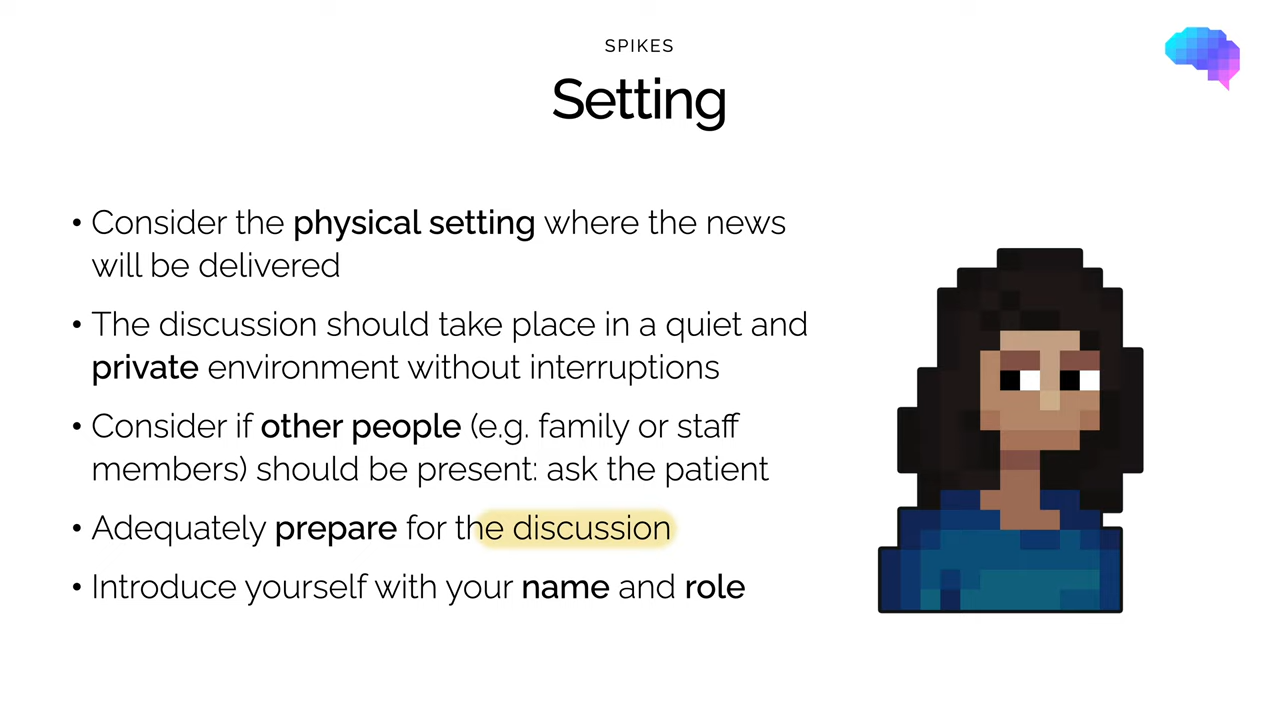 SPIKES
Setting
• Consider the physical setting where the news
will be delivered
• The discussion should take place in a quiet and
private environment without interruptions
• Consider if other people (e.g. family or staff
members) should be present: ask the patient
• Adequately prepare for the discussion
• Introduce yourself with your name and role